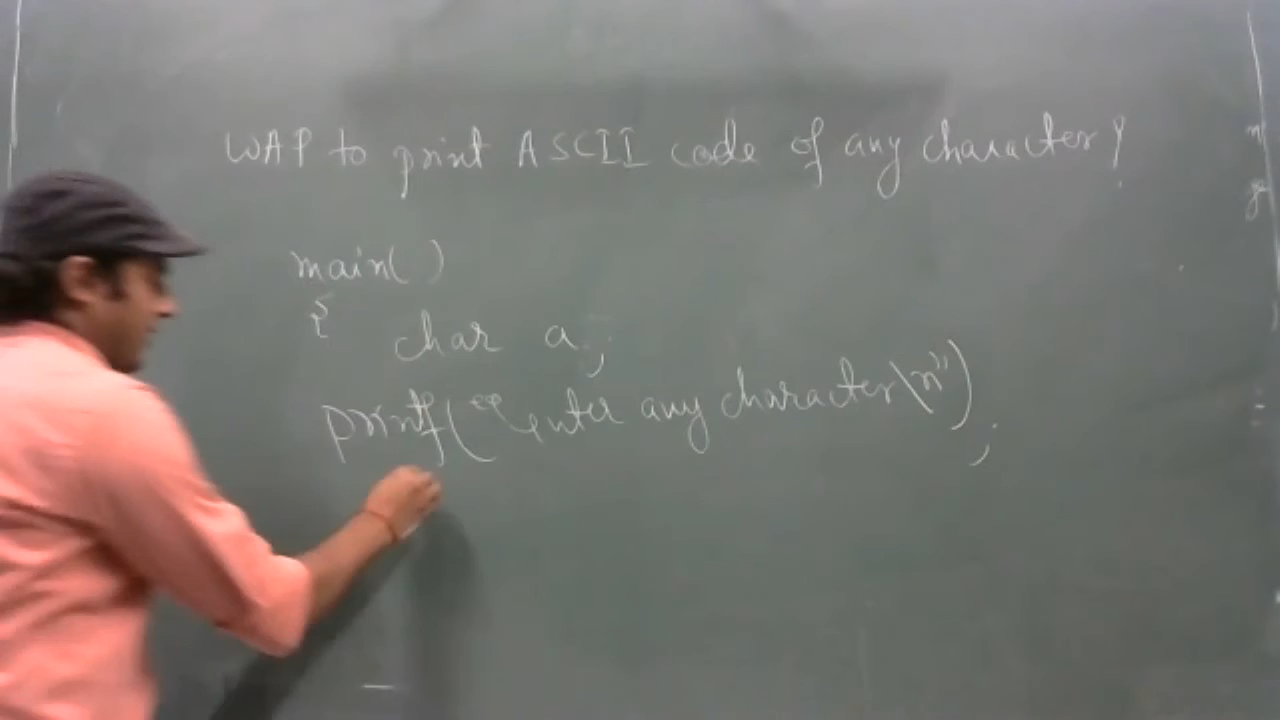 WAP to print ASCII code of any character?
main()
{ char a;
printf("enter any character\n");